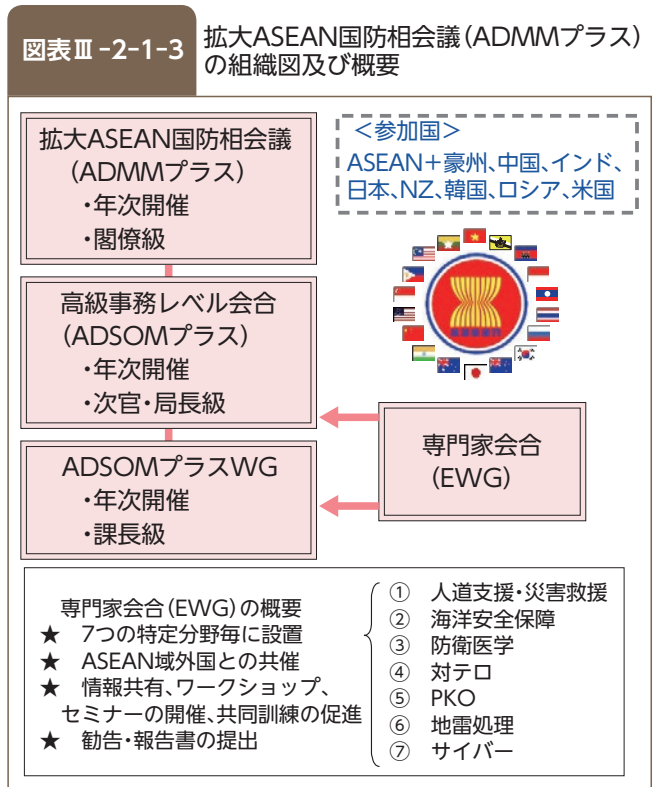 図表Ⅲ-2-1-3
拡大ASEAN国防相会議(ADMMプラス)
の組織図及び概要
拡大ASEAN国防相会議
(ADMMプラス)
・年次開催
・閣僚級
＜参加国＞
ASEAN＋豪州、中国、インド、
日本、NZ、韓国、ロシア、米国
高級事務レベル会合
(ADSOMプラス)
・年次開催
・次官・局長級
ADSOMプラスWG
・年次開催
・課長級
専門家会合
(EWG)
専門家会合(EWG)の概要
★ 7つの特定分野毎に設置
★ ASEAN域外国との共催
★ 情報共有、ワークショップ、
セミナーの開催、共同訓練の促進
★ 勧告・報告書の提出
① 人道支援・災害救援
② 海洋安全保障
③ 防衛医学
④ 対テロ
⑤ PKO
⑥ 地雷処理
⑦ サイバー